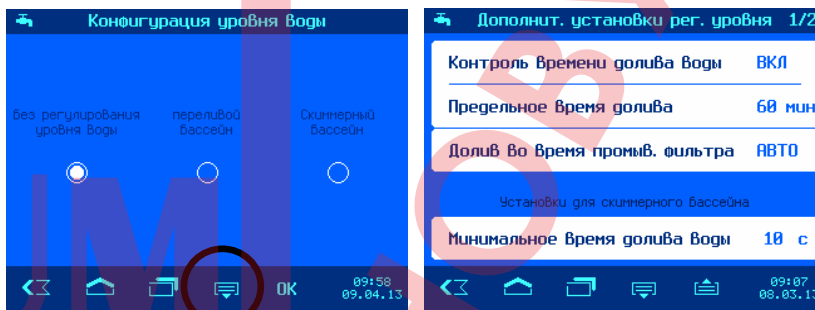 Конфигурация уровня воды
без регулирования переливой Скиммерный
уровня воды бассейн бассейн
OK 09:58
09.04.13
Дополнит. установки рег. уровня 1/2
Контроль времени долива воды ВКЛ
Предельное время долива 60 мин
Долив во время промыв. фильтра АВТО
Установки для скиммерного бассейна
Минимальное время долива воды 10 с
09:07
08.03.13